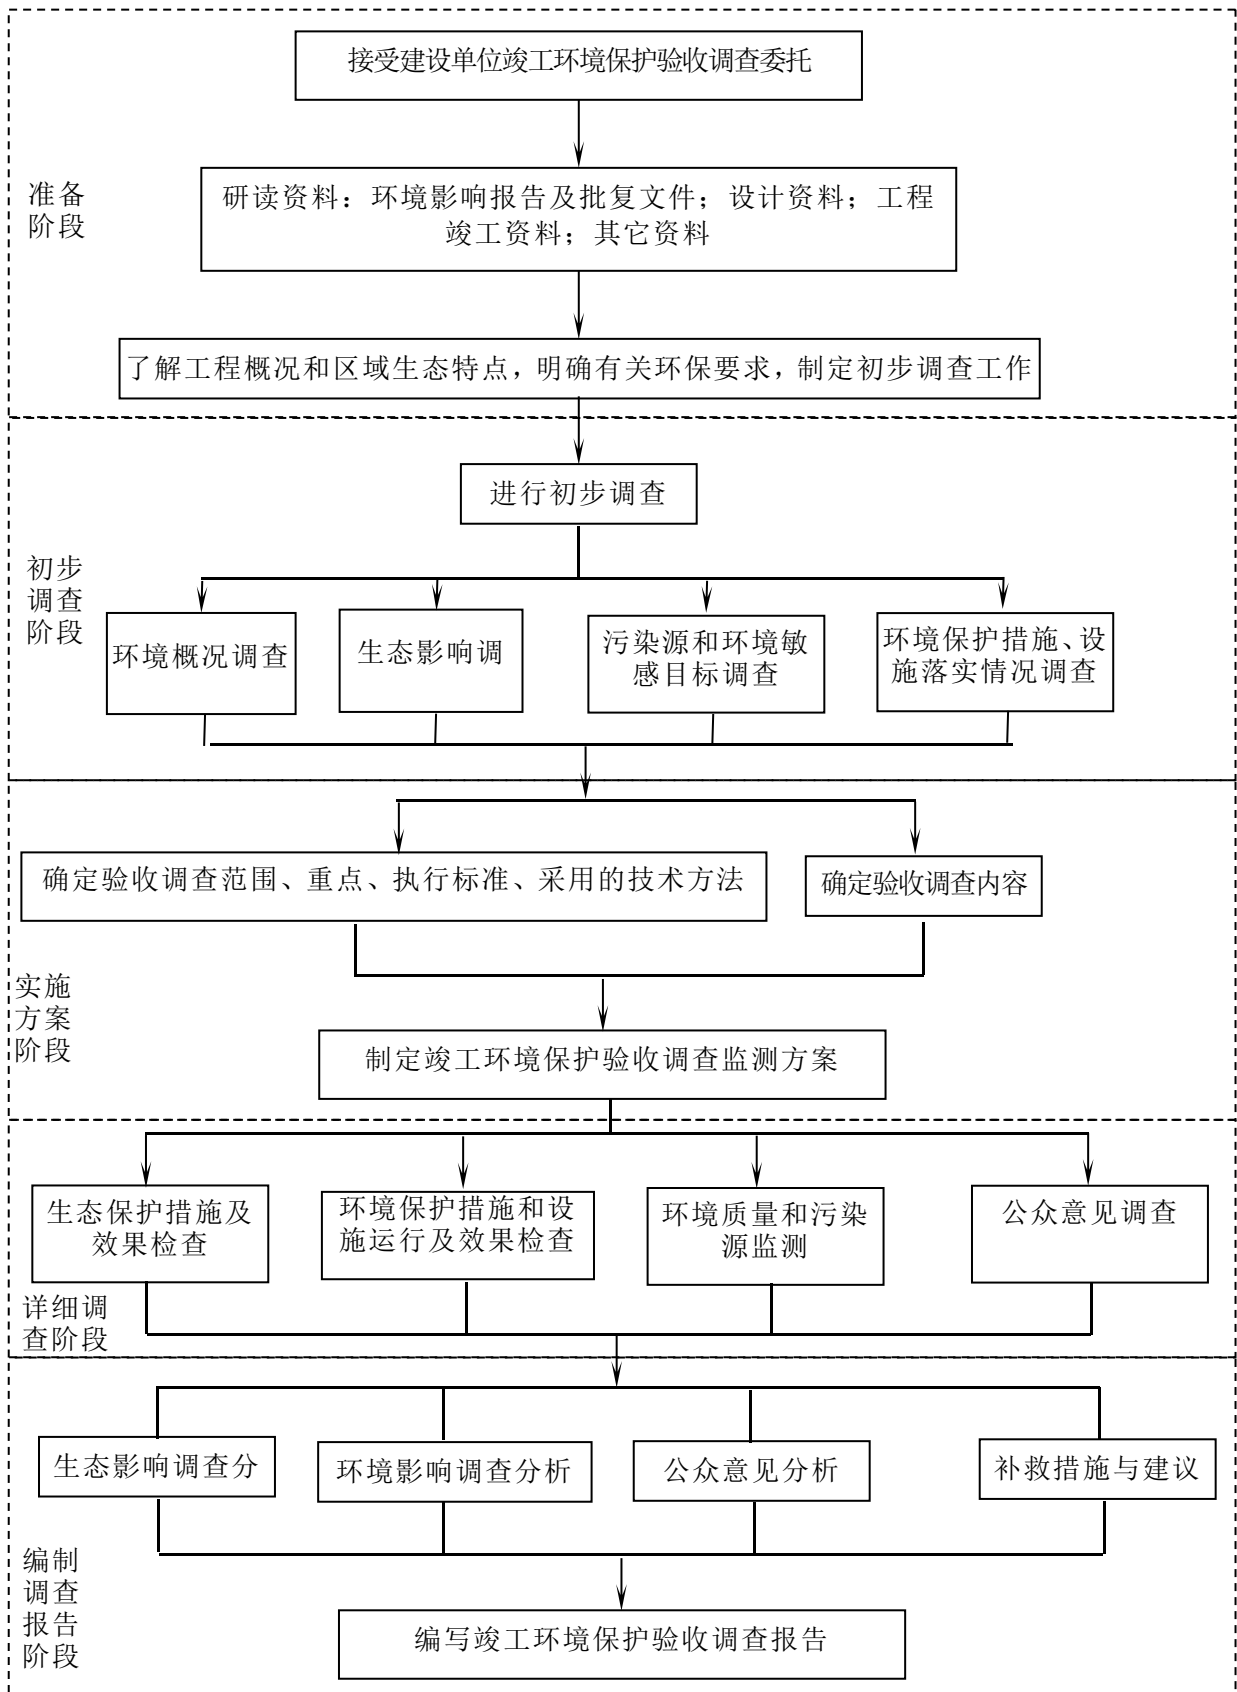 接受建设单位竣工环境保护验收调查委托
准备
阶段
研读资料：环境影响报告及批复文件；设计资料；工程
竣工资料；其它资料
了解工程概况和区域生态特点，明确有关环保要求，制定初步调查工作
进行初步调查
初步
调查
阶段
环境概况调查
生态影响调
污染源和环境敏
感目标调查
环境保护措施、设
施落实情况调查
确定验收调查范围、重点、执行标准、采用的技术方法
确定验收调查内容
实施
方案
阶段
制定竣工环境保护验收调查监测方案
生态保护措施及
效果检查
环境保护措施和设
施运行及效果检查
环境质量和污染
源监测
公众意见调查
详细调
查阶段
生态影响调查分
环境影响调查分析
公众意见分析
补救措施与建议
编制
调查
报告
阶段
编写竣工环境保护验收调查报告